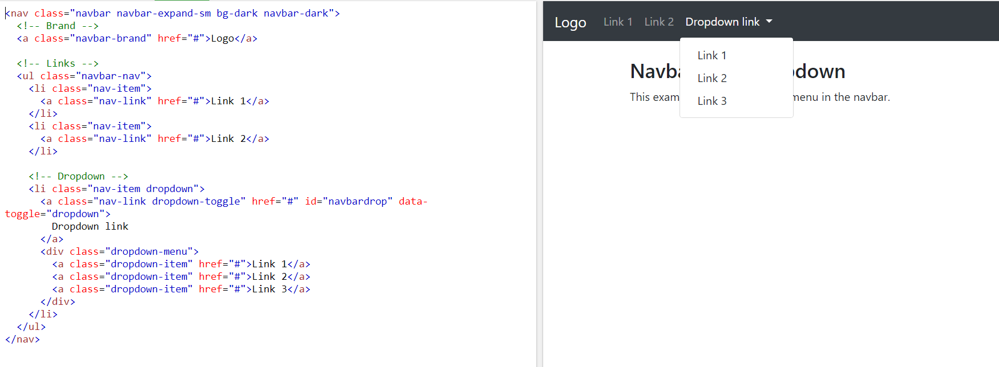 <nav class="navbar navbar-expand-sm bg-dark navbar-dark">
  <!-- Brand -->
  <a class="navbar-brand" href="#">Logo</a>

  <!-- Links -->
  <ul class="navbar-nav">
    <li class="nav-item">
      <a class="nav-link" href="#">Link 1</a>
    </li>
    <li class="nav-item">
      <a class="nav-link" href="#">Link 2</a>
    </li>

    <!-- Dropdown -->
    <li class="nav-item dropdown">
      <a class="nav-link dropdown-toggle" href="#" id="navbardrop" data-
toggle="dropdown">
        Dropdown link
      </a>
      <div class="dropdown-menu">
        <a class="dropdown-item" href="#">Link 1</a>
        <a class="dropdown-item" href="#">Link 2</a>
        <a class="dropdown-item" href="#">Link 3</a>
      </div>
    </li>
  </ul>
</nav>
Logo Link 1 Link 2 Dropdown link
Link 1
Link 2
Link 3
Navba down
This exam menu in the navbar.